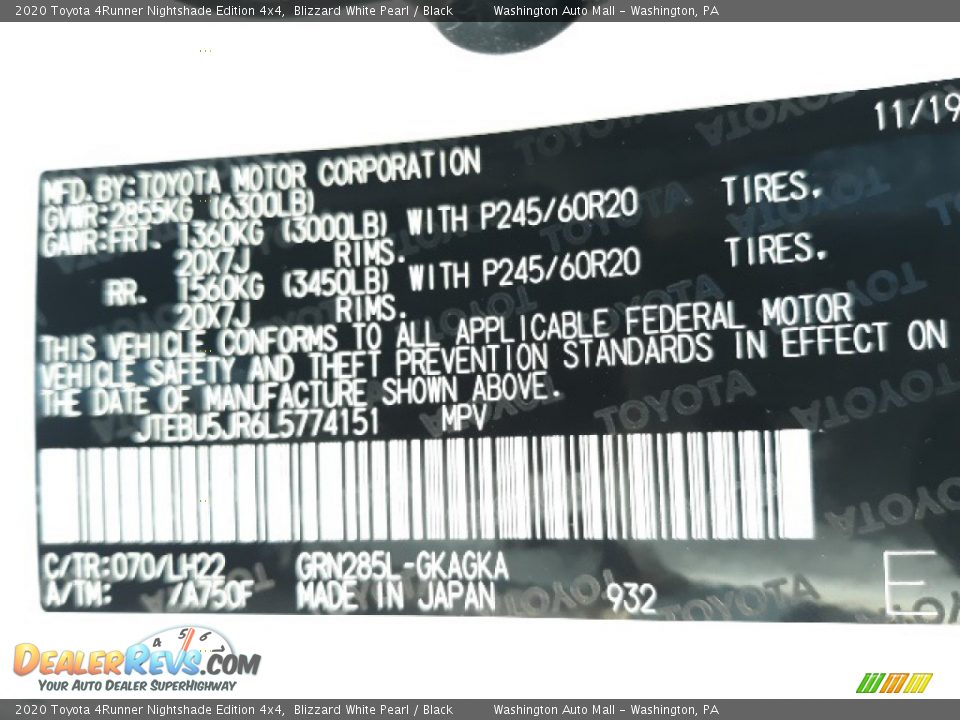 2020 Toyota 4Runner Nightshade Edition 4x4, Blizzard White Pearl / Black Washington Auto Mall - Washington, PA
11/19
MFD.BY:TOYOTA MOTOR CORPORATION
GVWR:2855KG (6300LB)
GAWR:FRT. 1360KG (3000LB) WITH P245/60R20 TIRES,
20X7J RIMS.
RR. 1560KG (3450LB) WITH P245/60R20 TIRES.
20X7J RIMS.
THIS VEHICLE CONFORMS TO ALL APPLICABLE FEDERAL MOTOR
VEHICLE SAFETY AND THEFT PREVENTION STANDARDS IN EFFECT ON
THE DATE OF MANUFACTURE SHOWN ABOVE.
JTEBU5JR6L5774151 MPV
C/TR:070/LH22 GRN285L-GKAGKA
A/TM: /A750F MADE IN JAPAN 932 E
4 5 6 7
DEALERREVS.COM
YOUR AUTO DEALER SUPERHIGHWAY
2020 Toyota 4Runner Nightshade Edition 4x4, Blizzard White Pearl / Black Washington Auto Mall - Washington, PA